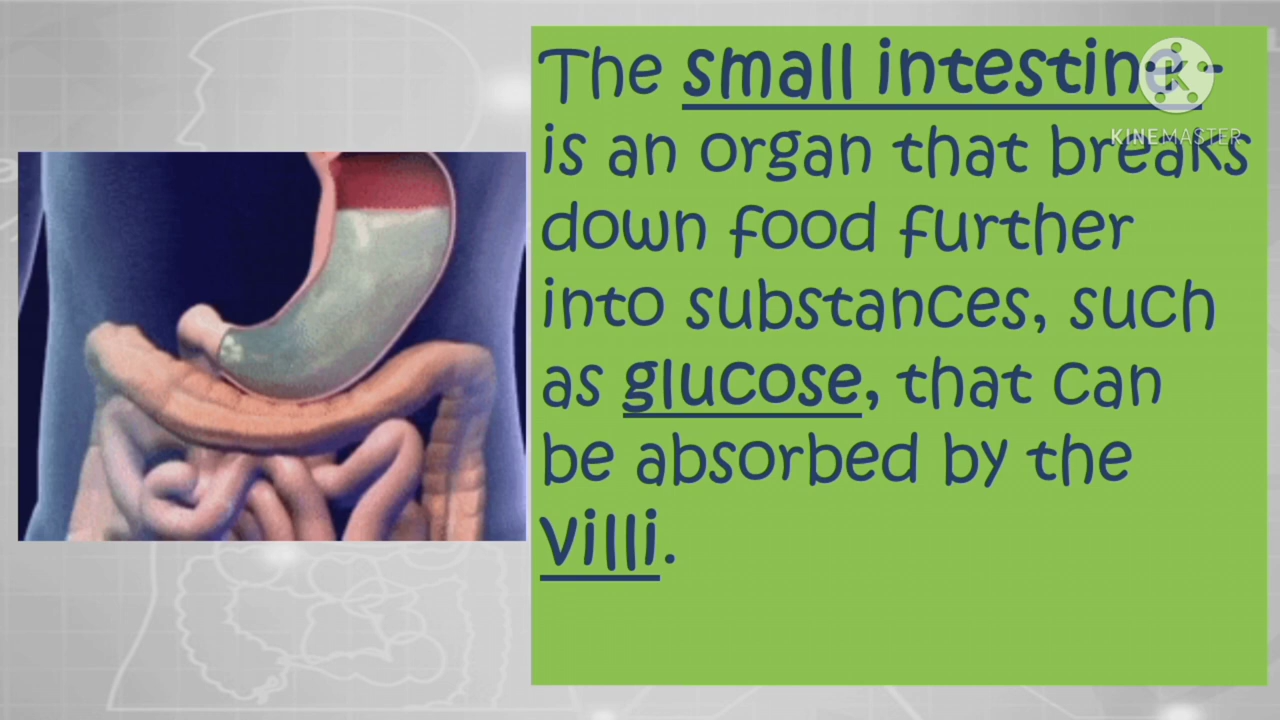 The small intestine -
is an organ that breaks
down food further
into substances, such
as glucose, that can
be absorbed by the
villi.
K
KINEMASTER